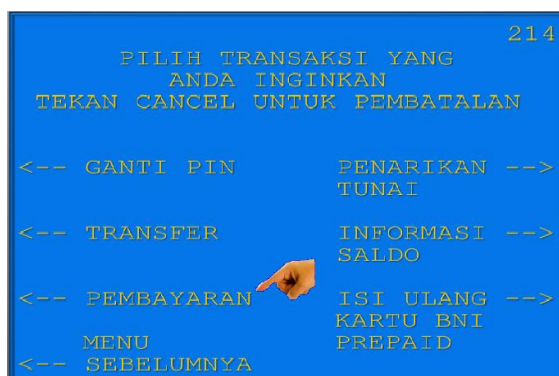 214
PILIH TRANSAKSI YANG
ANDA INGINKAN
TEKAN CANCEL UNTUK PEMBATALAN
<-- GANTI PIN
PENARIKAN -->
TUNAI
<-- TRANSFER
INFORMASI -->
SALDO
<-- PEMBAYARAN
ISI ULANG -->
KARTU BNI
PREPAID
MENU
<-- SEBELUMNYA